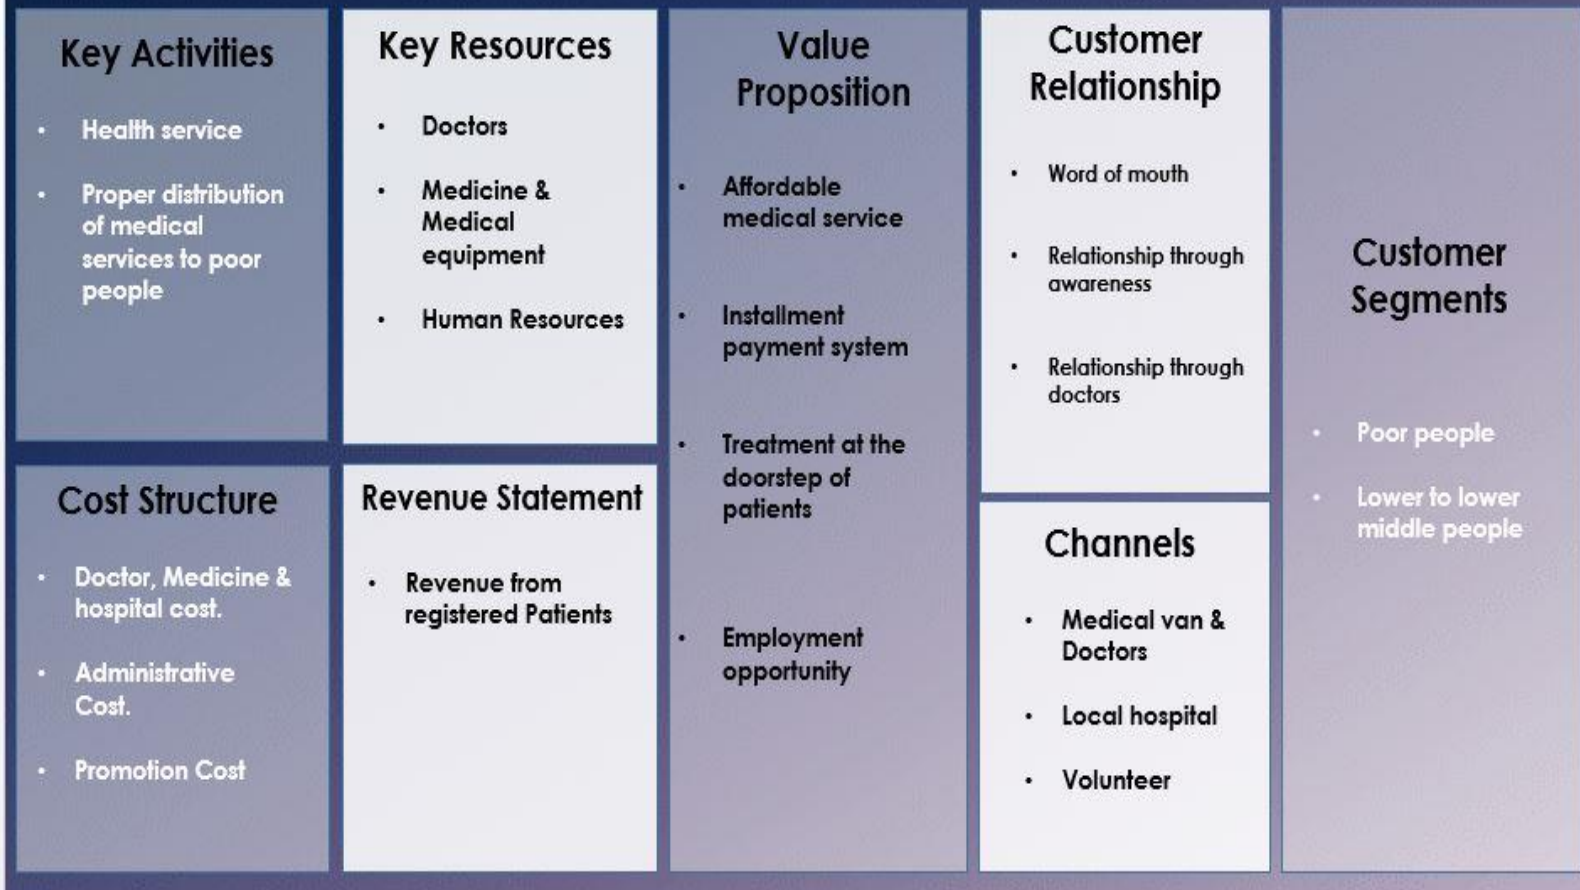 Key Activities
• Health service
• Proper distribution
of medical
services to poor
people
Key Resources
• Doctors
• Medicine &
Medical
equipment
• Human Resources
Value
Proposition
• Affordable
medical service
• Installment
payment system
• Treatment at the
doorstep of
patients
• Employment
opportunity
Customer
Relationship
• Word of mouth
• Relationship through
awareness
• Relationship through
doctors
Customer
Segments
• Poor people
• Lower to lower
middle people
Cost Structure
• Doctor, Medicine &
hospital cost.
• Administrative
Cost.
• Promotion Cost
Revenue Statement
• Revenue from
registered Patients
Channels
• Medical van &
Doctors
• Local hospital
• Volunteer